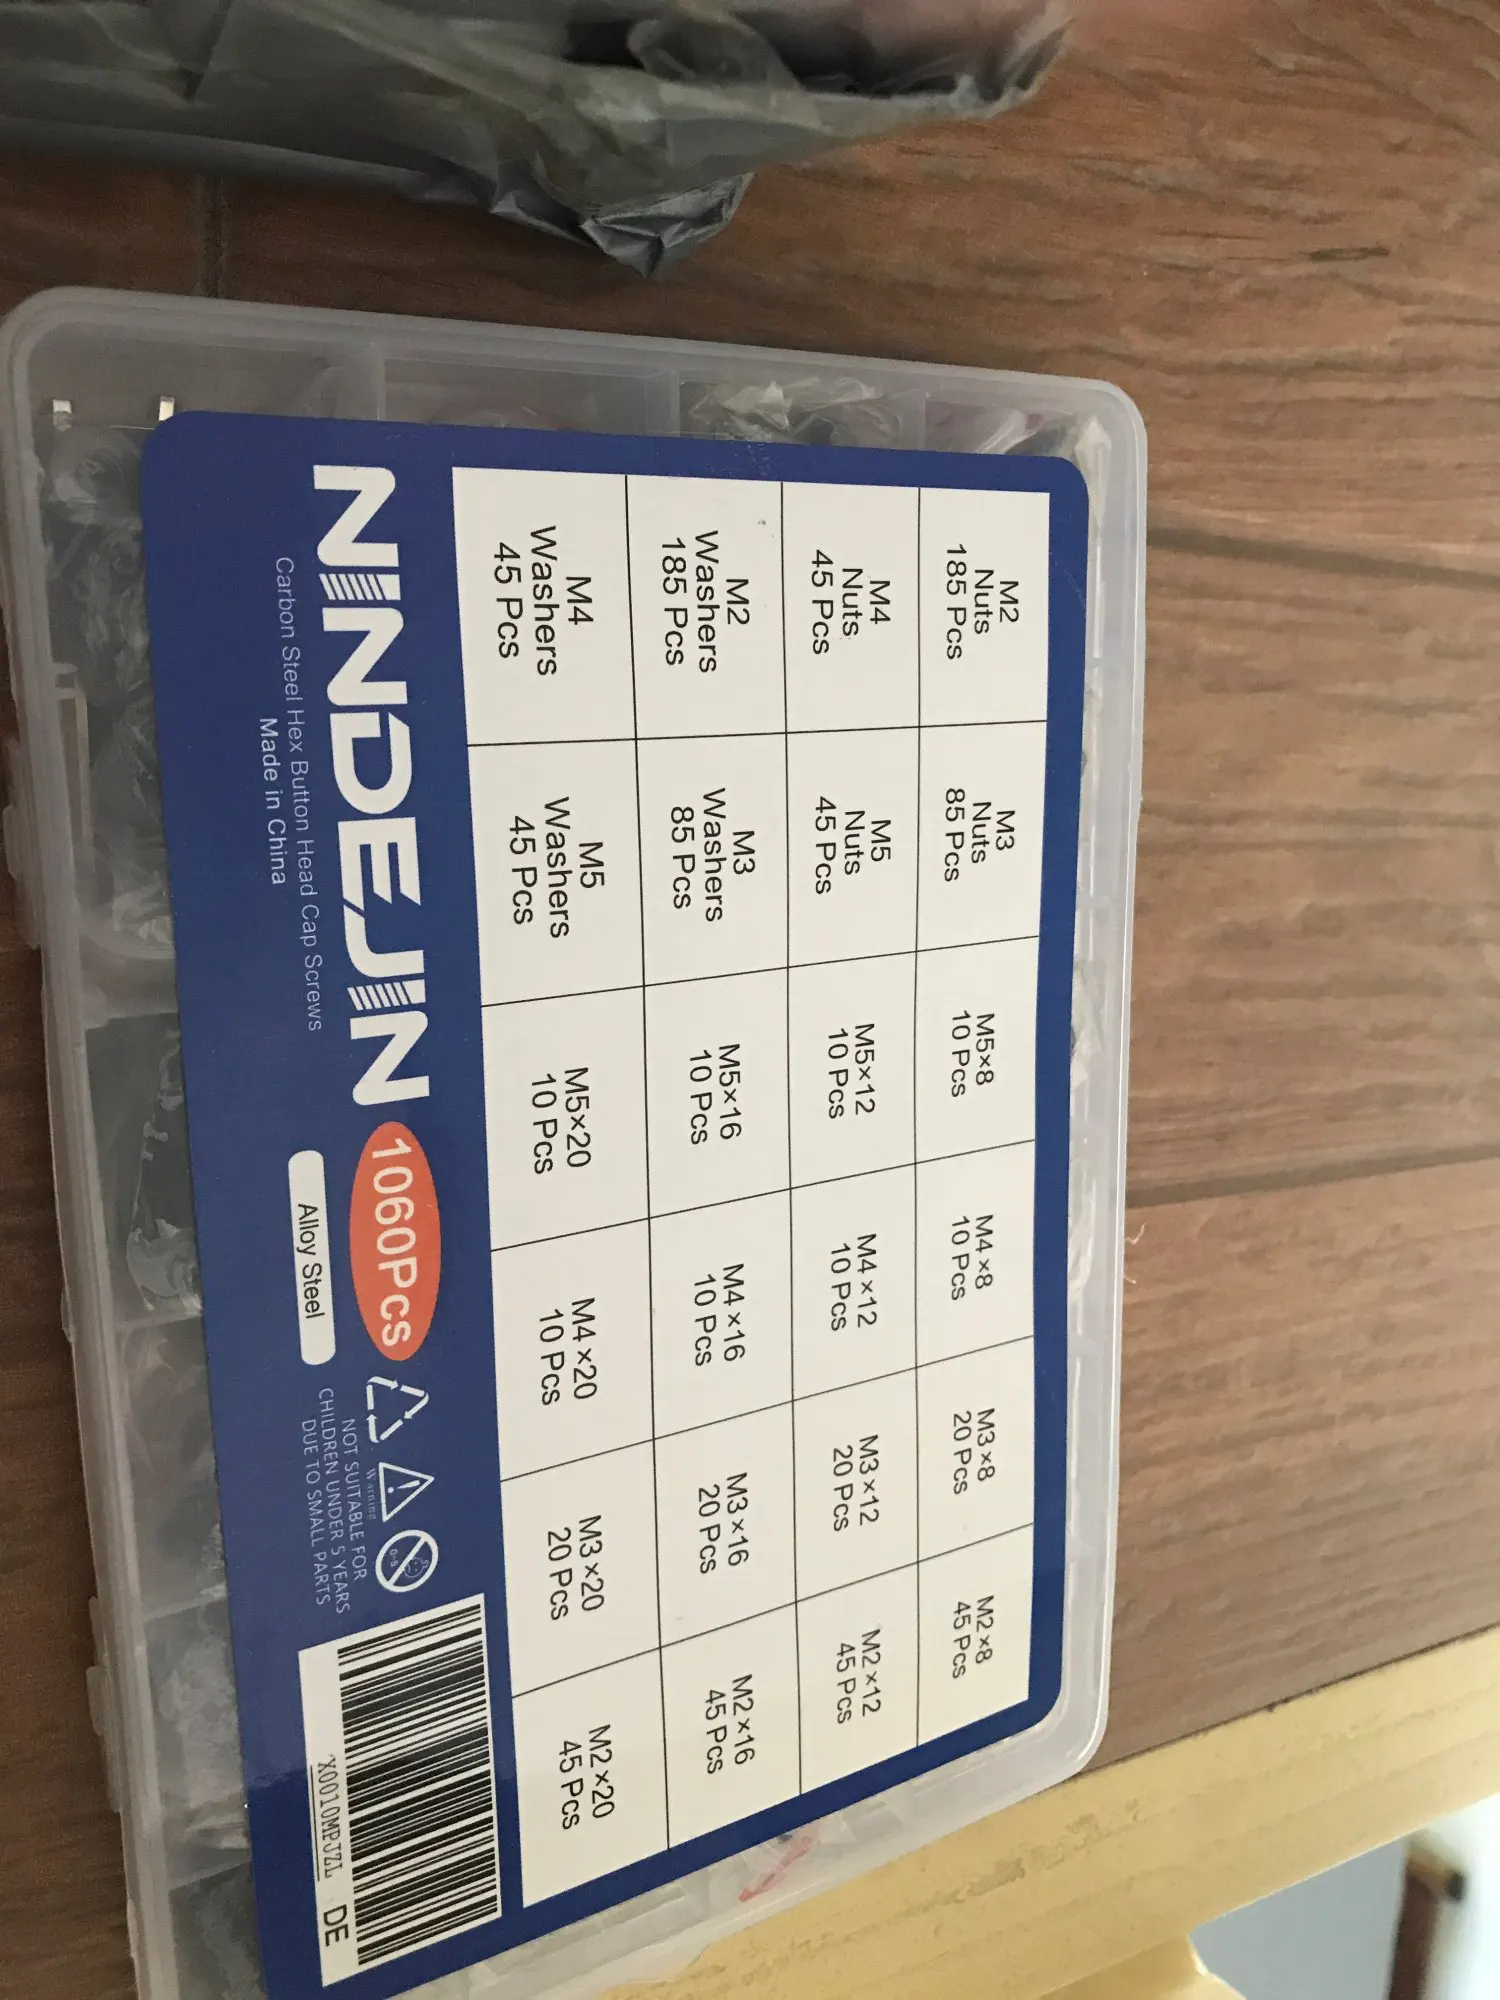 M2
Nuts
185 Pcs
M3
Nuts
85 Pcs
M5×8
10 Pcs
M4 ×8
10 Pcs
M3 ×8
20 Pcs
M2 ×8
45 Pcs
M4
Nuts
45 Pcs
M5
Nuts
45 Pcs
M5×12
10 Pcs
M4 ×12
10 Pcs
M3 ×12
20 Pcs
M2 ×12
45 Pcs
M2
Washers
185 Pcs
M3
Washers
85 Pcs
M5×16
10 Pcs
M4 ×16
10 Pcs
M3 ×16
20 Pcs
M2 ×16
45 Pcs
M4
Washers
45 Pcs
M5
Washers
45 Pcs
M5×20
10 Pcs
M4 ×20
10 Pcs
M3 ×20
20 Pcs
M2 ×20
45 Pcs
NINDEJIN
1060Pcs
Carbon Steel Hex Button Head Cap Screws
Made in China
Alloy Steel
Warning
0-5
NOT SUITABLE FOR
CHILDREN UNDER 5 YEARS
DUE TO SMALL PARTS
X0010MPJZL DE